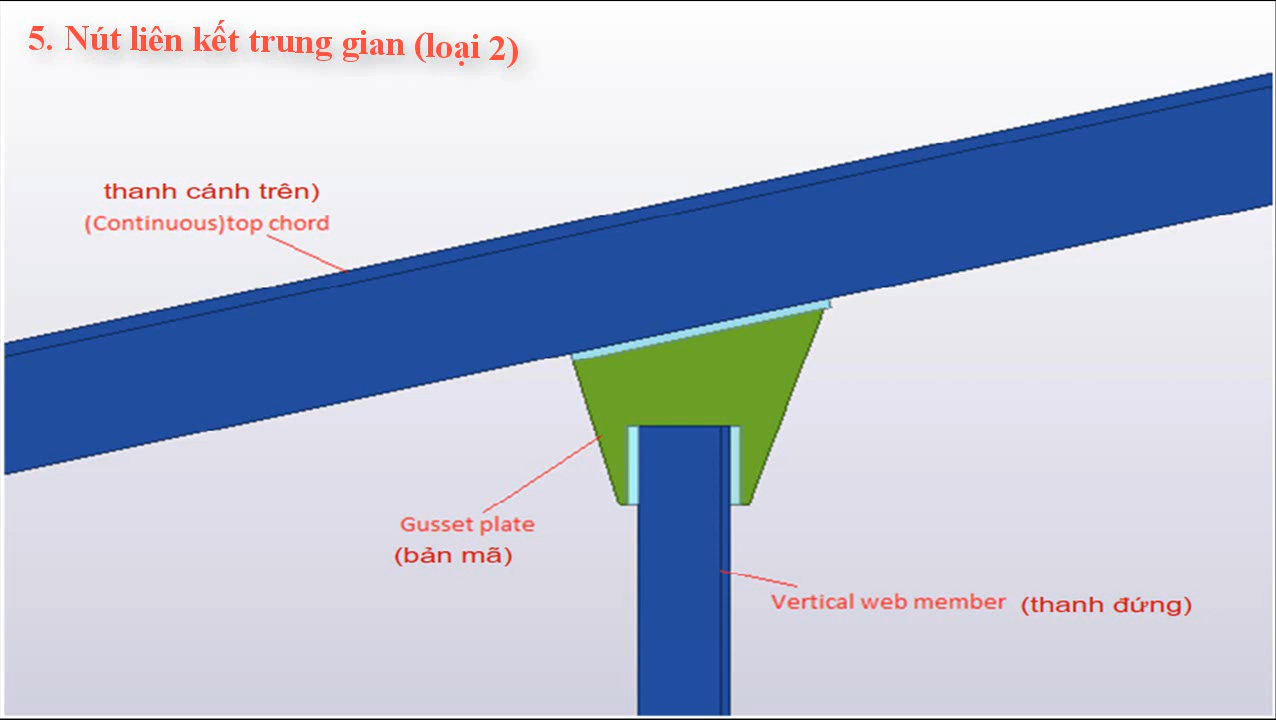 5. Nút liên kết trung gian (loại 2)
thanh cánh trên)
(Continuous)top chord
Gusset plate
(bản mã)
Vertical web member (thanh đứng)